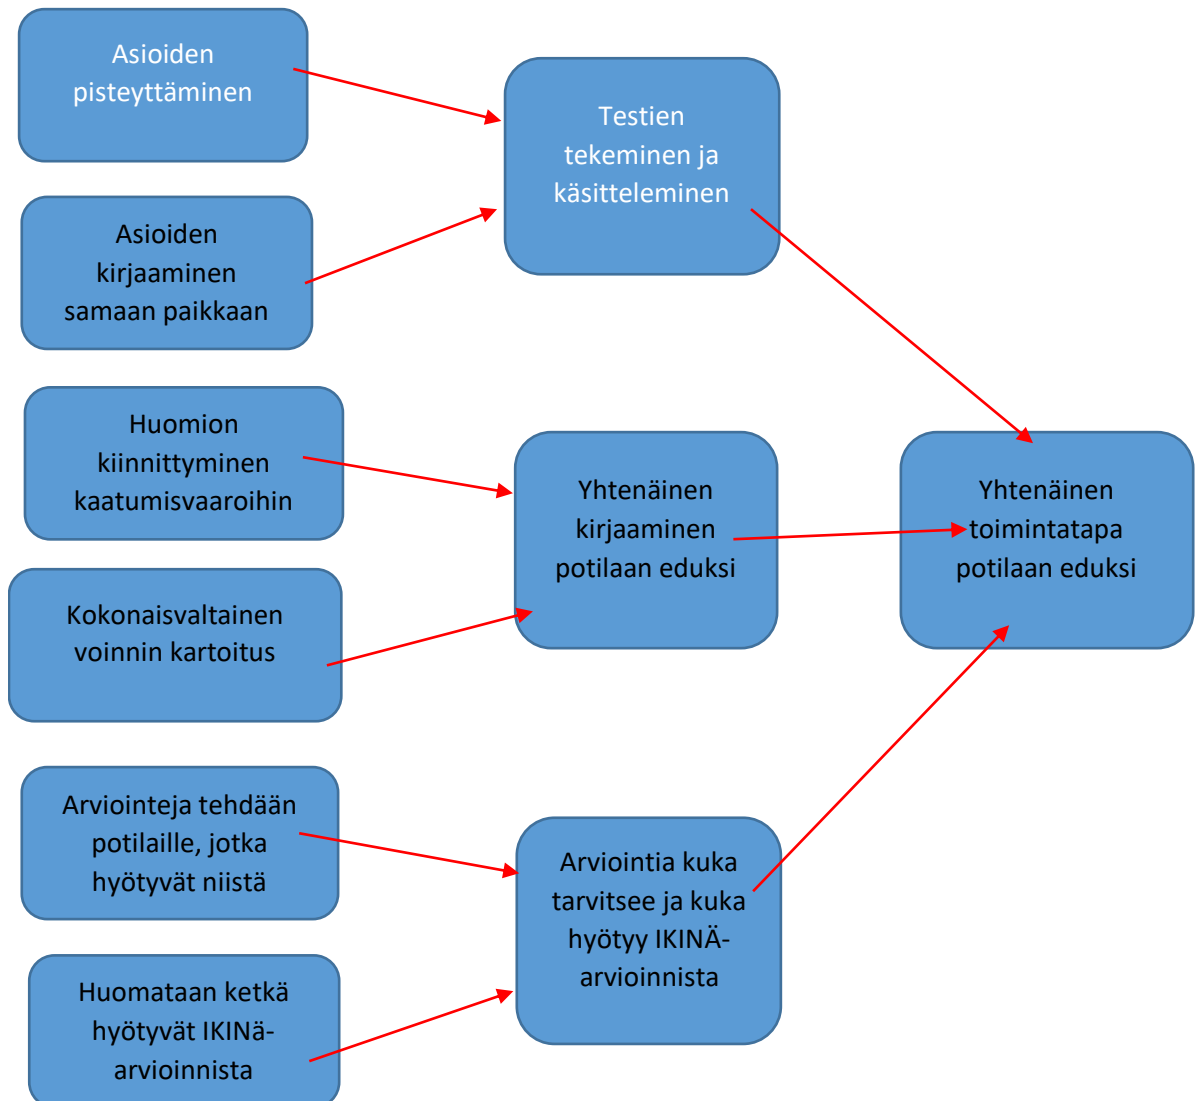 Asioiden
pisteyttäminen
Asioiden
kirjaaminen
samaan paikkaan
Huomion
kiinnittyminen
kaatumisvaaroihin
Kokonaisvaltainen
voinnin kartoitus
Arviointeja tehdään
potilaille, jotka
hyötyvät niistä
Huomataan ketkä
hyötyvät IKINä-
arvioinnista
Testien
tekeminen ja
käsitteleminen
Yhtenäinen
kirjaaminen
potilaan eduksi
Arviointia kuka
tarvitsee ja kuka
hyötyy IKINÄ-
arvioinnista
Yhtenäinen
toimintatapa
potilaan eduksi